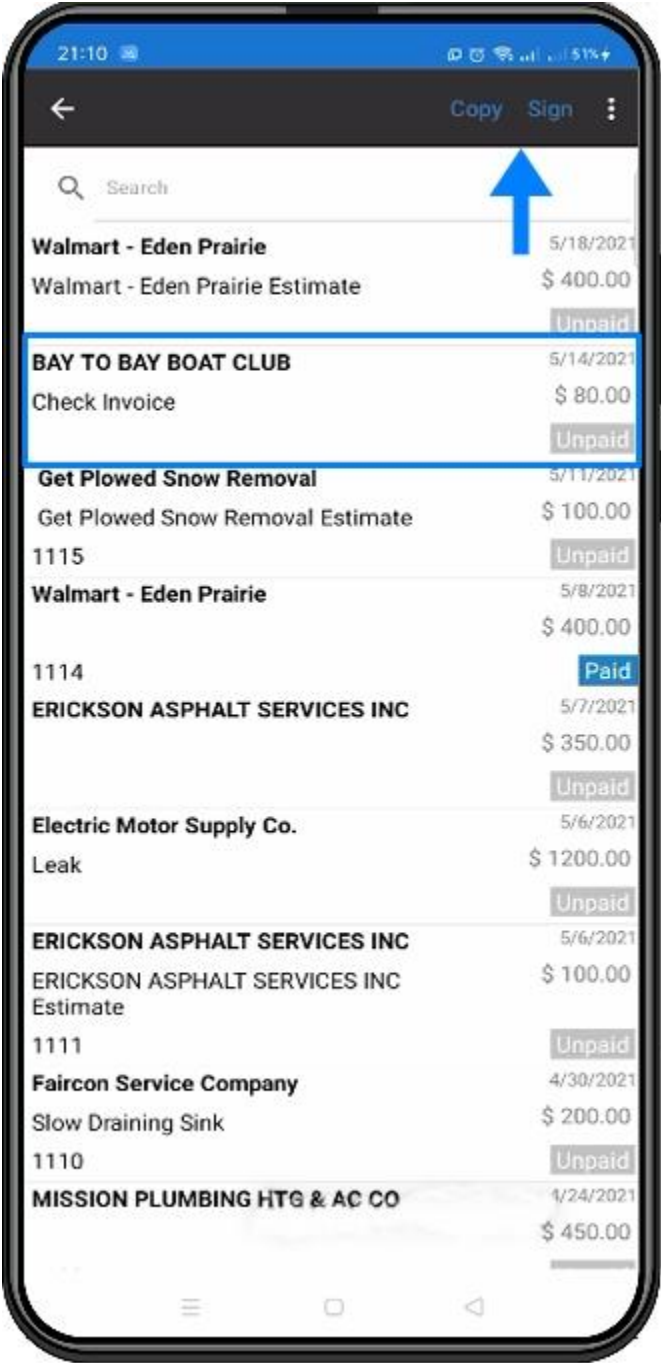 21:10 51%
Copy Sign
Search
Walmart - Eden Prairie 5/18/2021
Walmart - Eden Prairie Estimate $ 400.00
Unpaid
BAY TO BAY BOAT CLUB 5/14/2021
Check Invoice $ 80.00
Unpaid
Get Plowed Snow Removal 5/11/2021
Get Plowed Snow Removal Estimate $ 100.00
1115 Unpaid
Walmart - Eden Prairie 5/8/2021
$ 400.00
1114 Paid
ERICKSON ASPHALT SERVICES INC 5/7/2021
$ 350.00
Unpaid
Electric Motor Supply Co. 5/6/2021
Leak $ 1200.00
Unpaid
ERICKSON ASPHALT SERVICES INC 5/6/2021
ERICKSON ASPHALT SERVICES INC $ 100.00
Estimate
1111 Unpaid
Faircon Service Company 4/30/2021
Slow Draining Sink $ 200.00
1110 Unpaid
MISSION PLUMBING HTG & AC CO 4/24/2021
$ 450.00